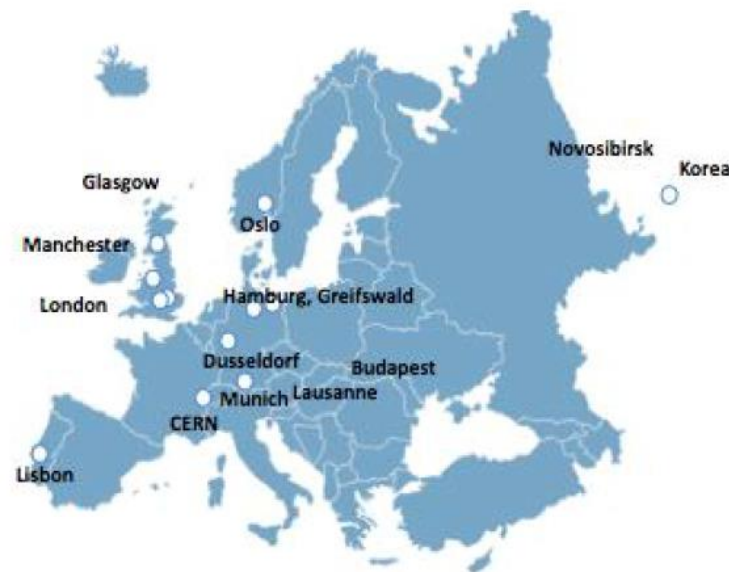 Novosibirsk
Korea
Glasgow
Oslo
Manchester
London
Hamburg, Greifswald
Dusseldorf
Budapest
Munich
Lausanne
CERN
Lisbon